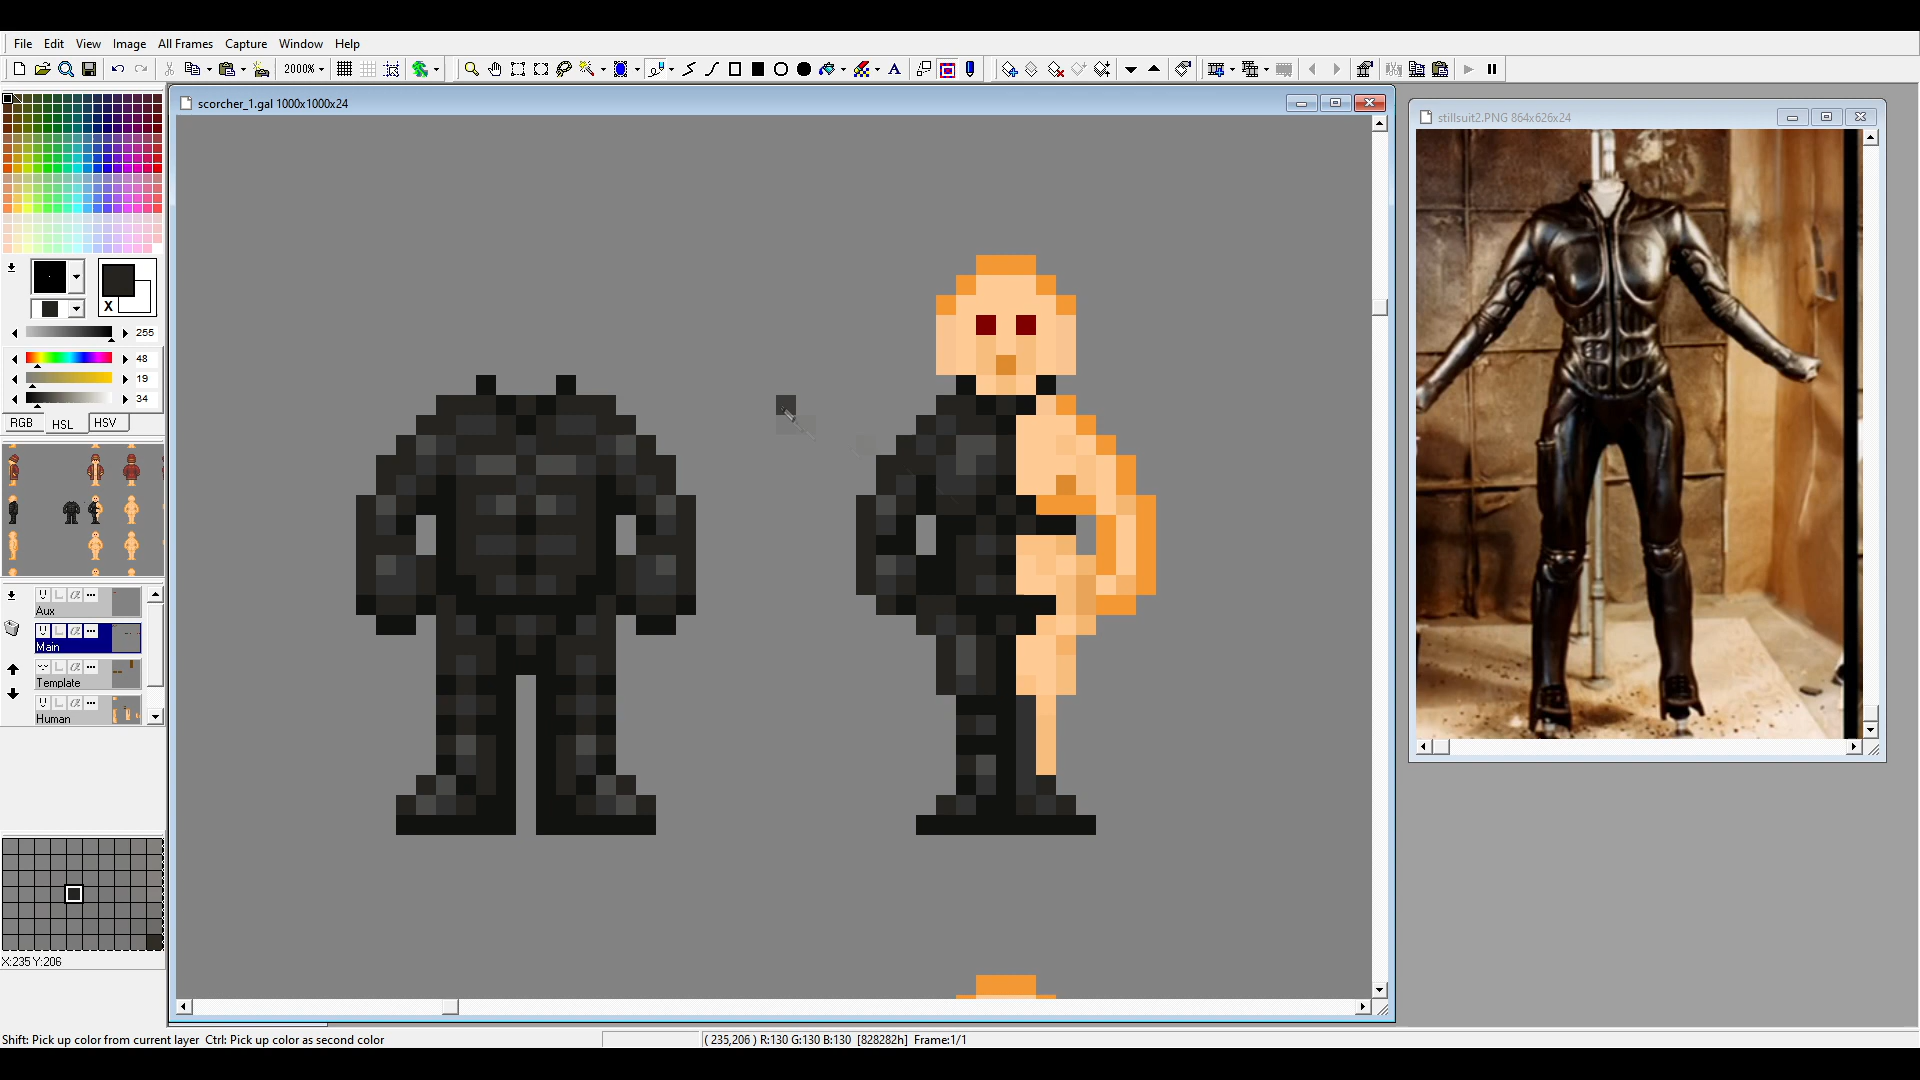 File Edit View Image All Frames Capture Window Help
2000%
scorcher_1.gal 1000x1000x24
stillsuit2.PNG 864x626x24
X
255
48
19
34
RGB HSL HSV
Aux
Main
Template
Human
X:235 Y:206
Shift: Pick up color from current layer Ctrl: Pick up color as second color
( 235,206 ) R:130 G:130 B:130 [828282h] Frame:1/1